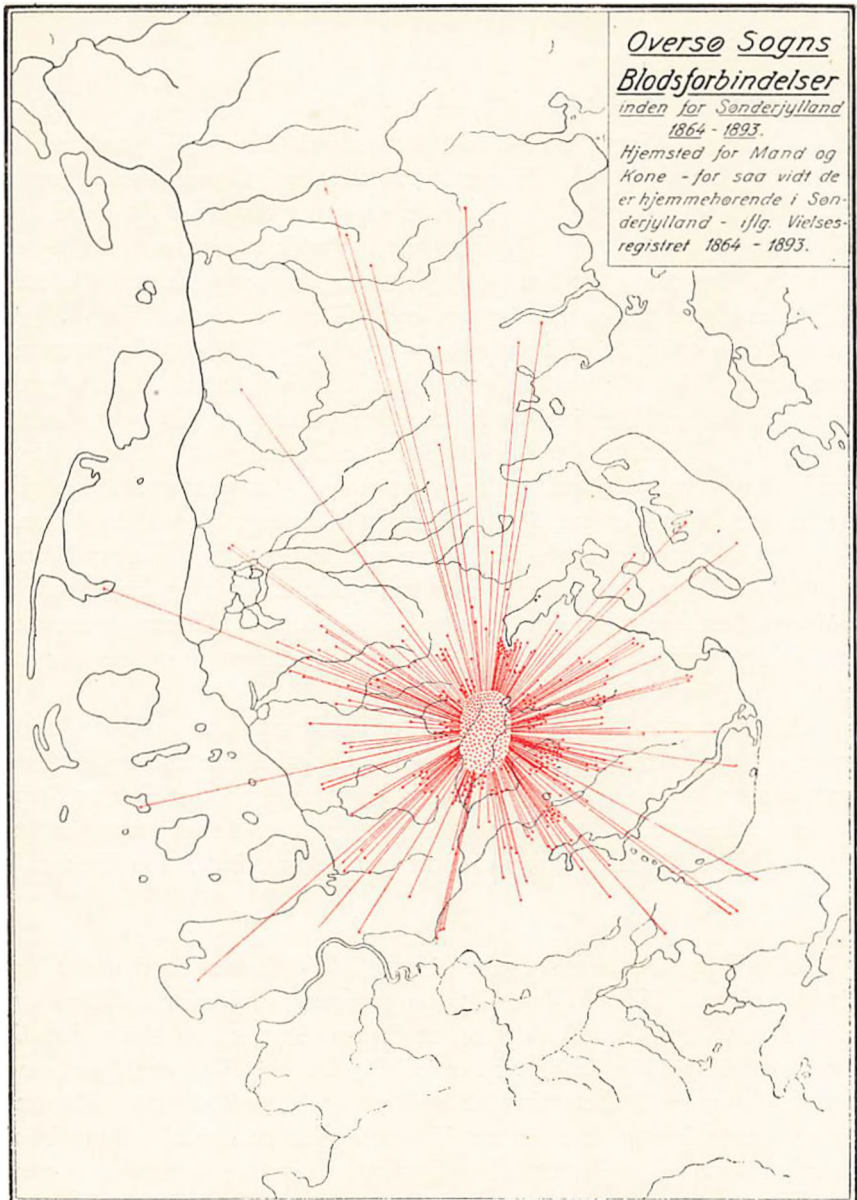 Oversø Sogns
Blodsforbindelser
inden for Sønderjylland
1864 - 1893.
Hjemsted for Mand og
Kone - for saa vidt de
er hjemmehørende i Søn-
derjylland - iflg. Vielses-
registret 1864 - 1893.